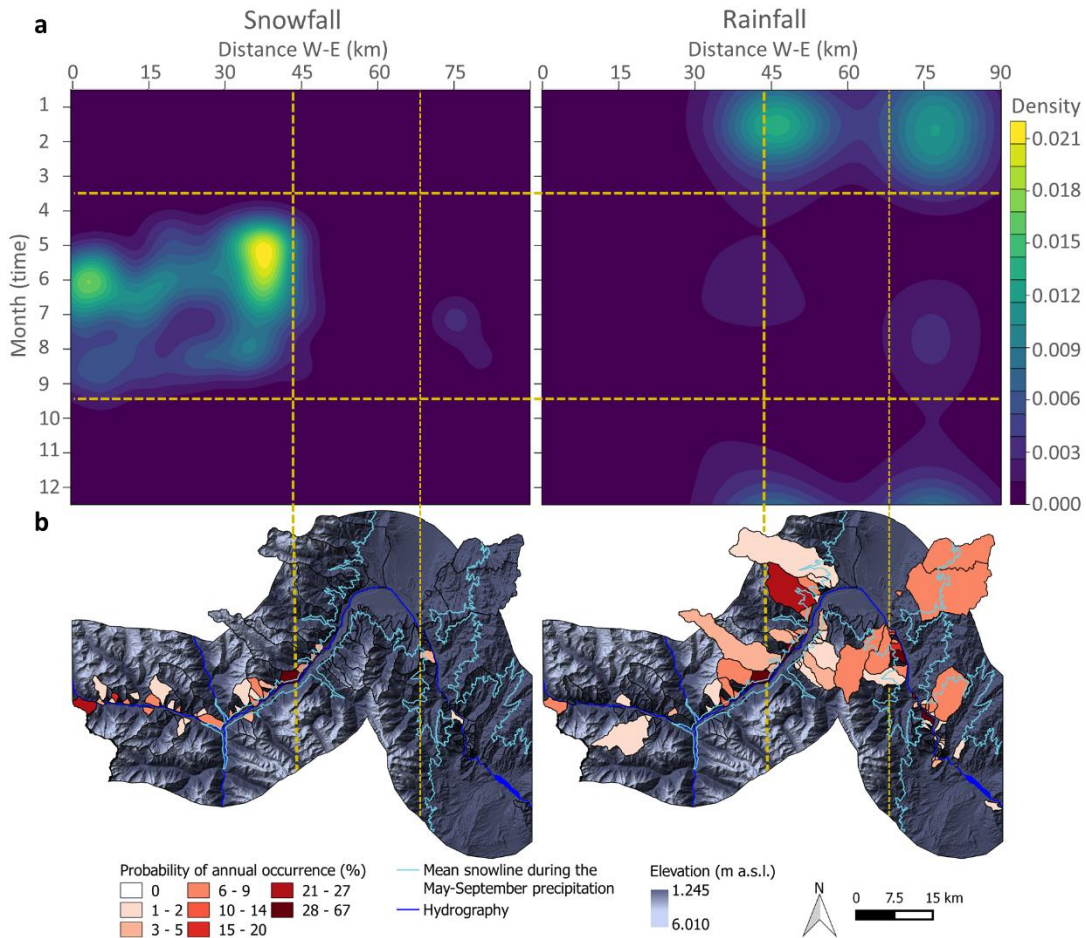 a
Snowfall
Rainfall
Distance W-E (km)
Distance W-E (km)
0 15 30 45 60 75
0 15 30 45 60 75 90
Month (time)
1
2
3
4
5
6
7
8
9
10
11
12
Density
0.021
0.018
0.015
0.012
0.009
0.006
0.003
0.000
b
Probability of annual occurrence (%)
0
1 - 2
3 - 5
6 - 9
10 - 14
15 - 20
21 - 27
28 - 67
Mean snowline during the
May-September precipitation
Hydrography
Elevation (m a.s.l.)
1.245
6.010
N
0 7.5 15 km